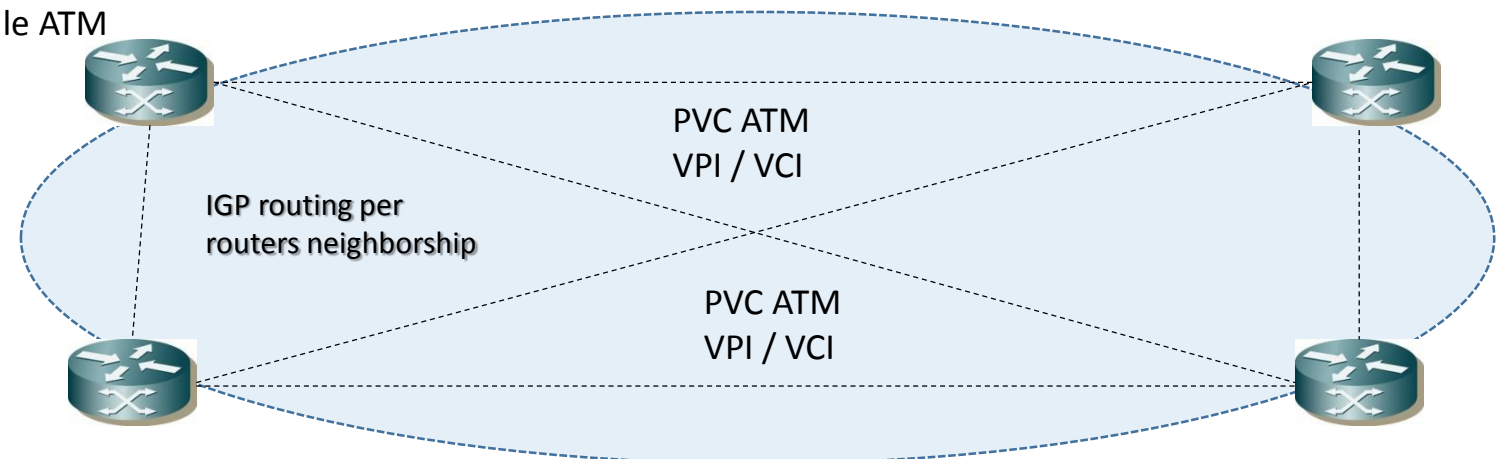 le ATM
PVC ATM
VPI / VCI
IGP routing per
routers neighborship
PVC ATM
VPI / VCI